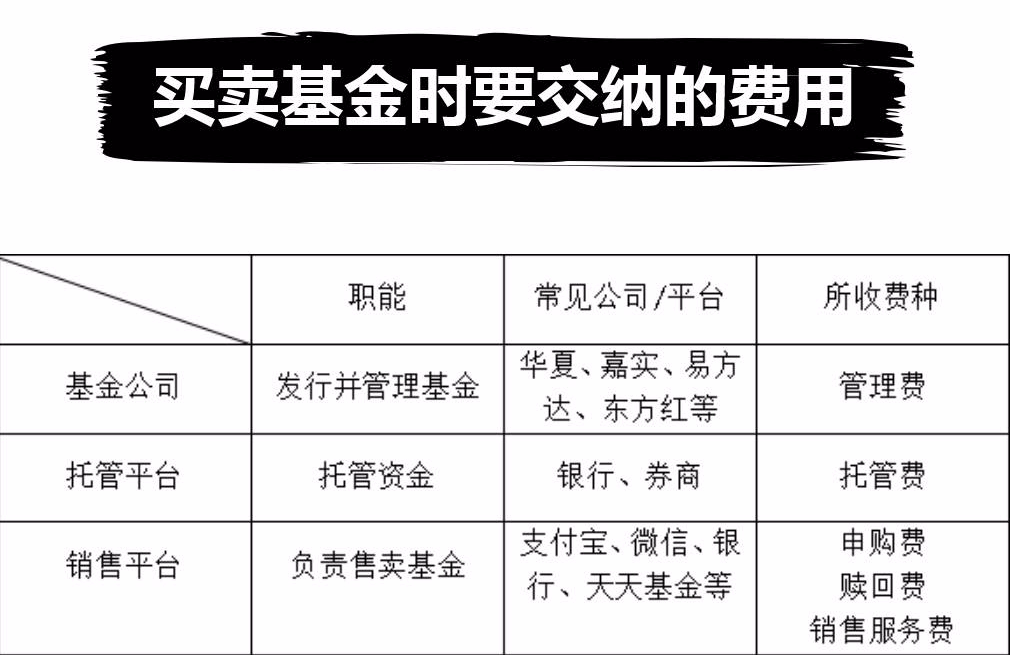 买卖基金时要交纳的费用
职能 常见公司/平台 所收费种
基金公司 发行并管理基金 华夏、嘉实、易方
达、东方红等 管理费
托管平台 托管资金 银行、券商 托管费
销售平台 负责售卖基金 支付宝、微信、银
行、天天基金等 申购费
赎回费
销售服务费